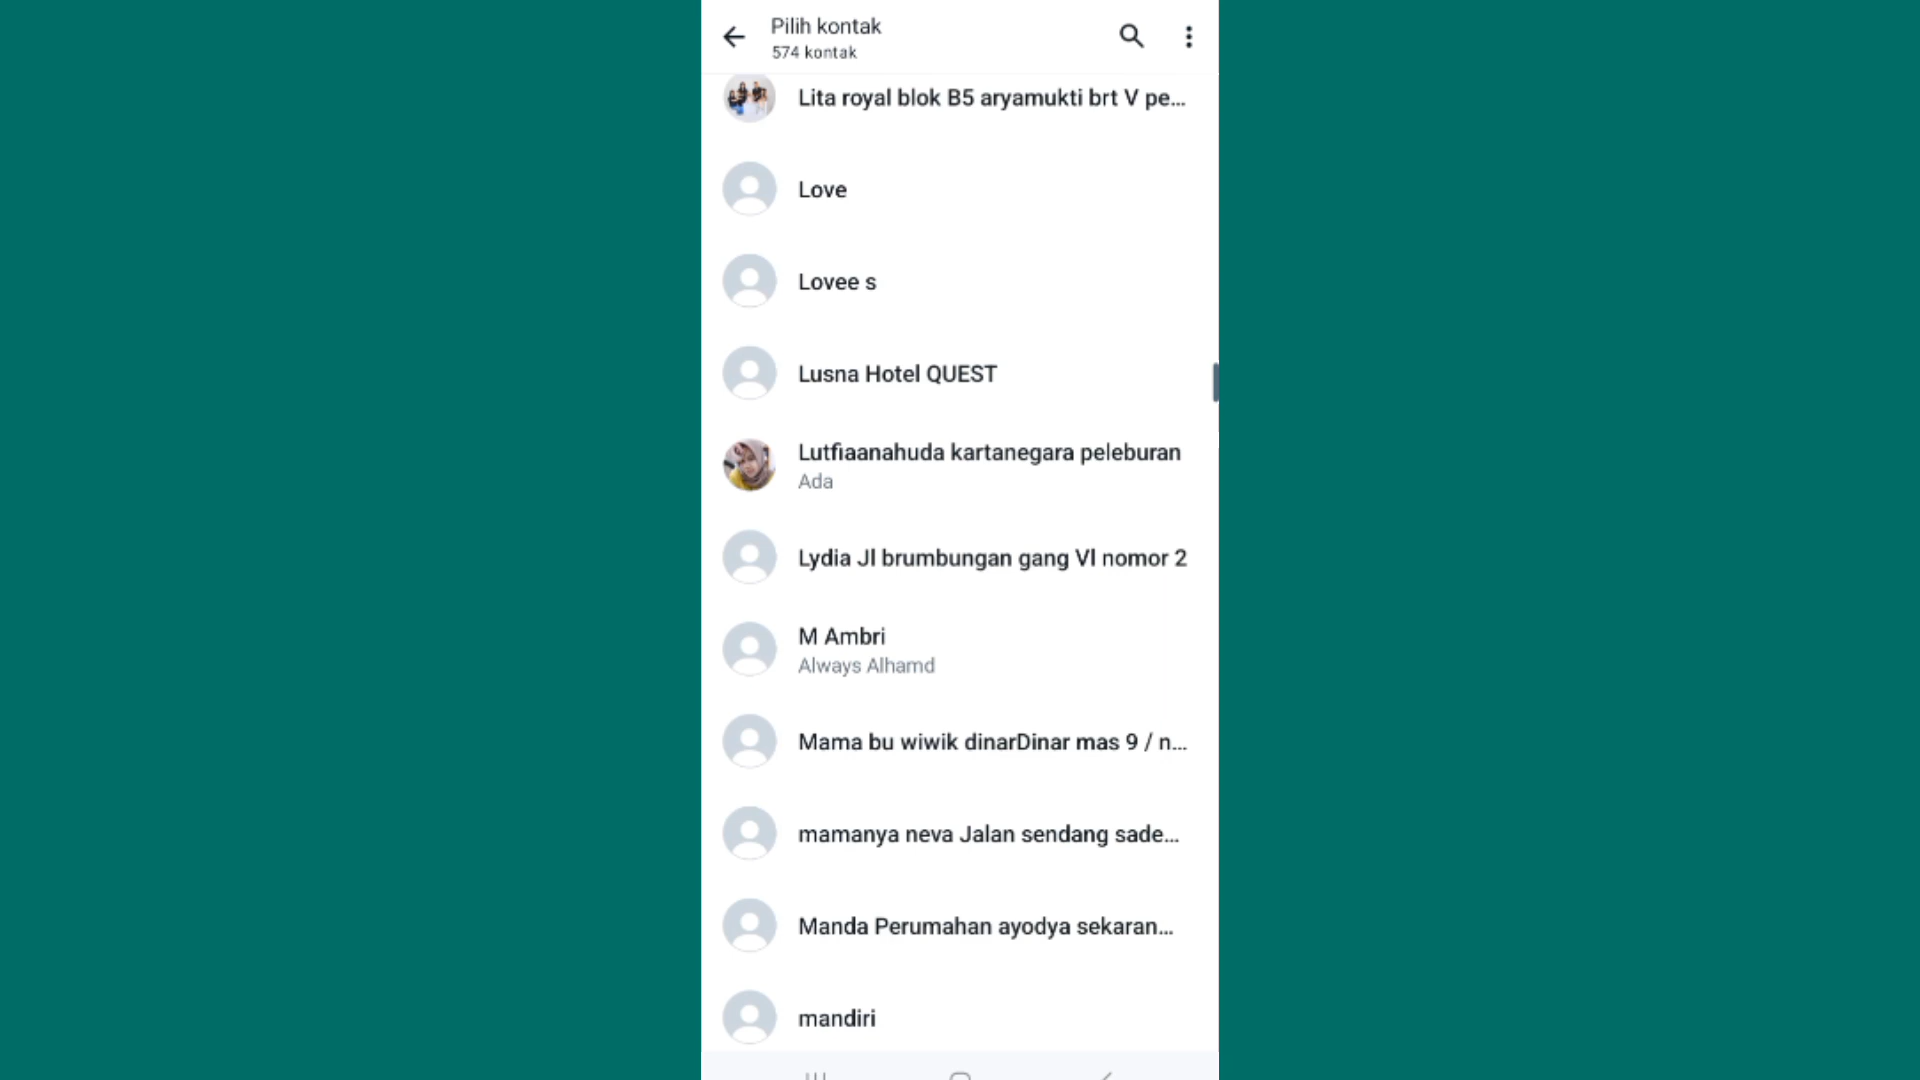 Pilih kontak
574 kontak
Lita royal blok B5 aryamukti brt V pe...
Love
Lovee s
Lusna Hotel QUEST
Lutfiaanahuda kartanegara peleburan
Ada
Lydia Jl brumbungan gang Vl nomor 2
M Ambri
Always Alhamd
Mama bu wiwik dinarDinar mas 9 / n...
mamanya neva Jalan sendang sade...
Manda Perumahan ayodya sekaran...
mandiri